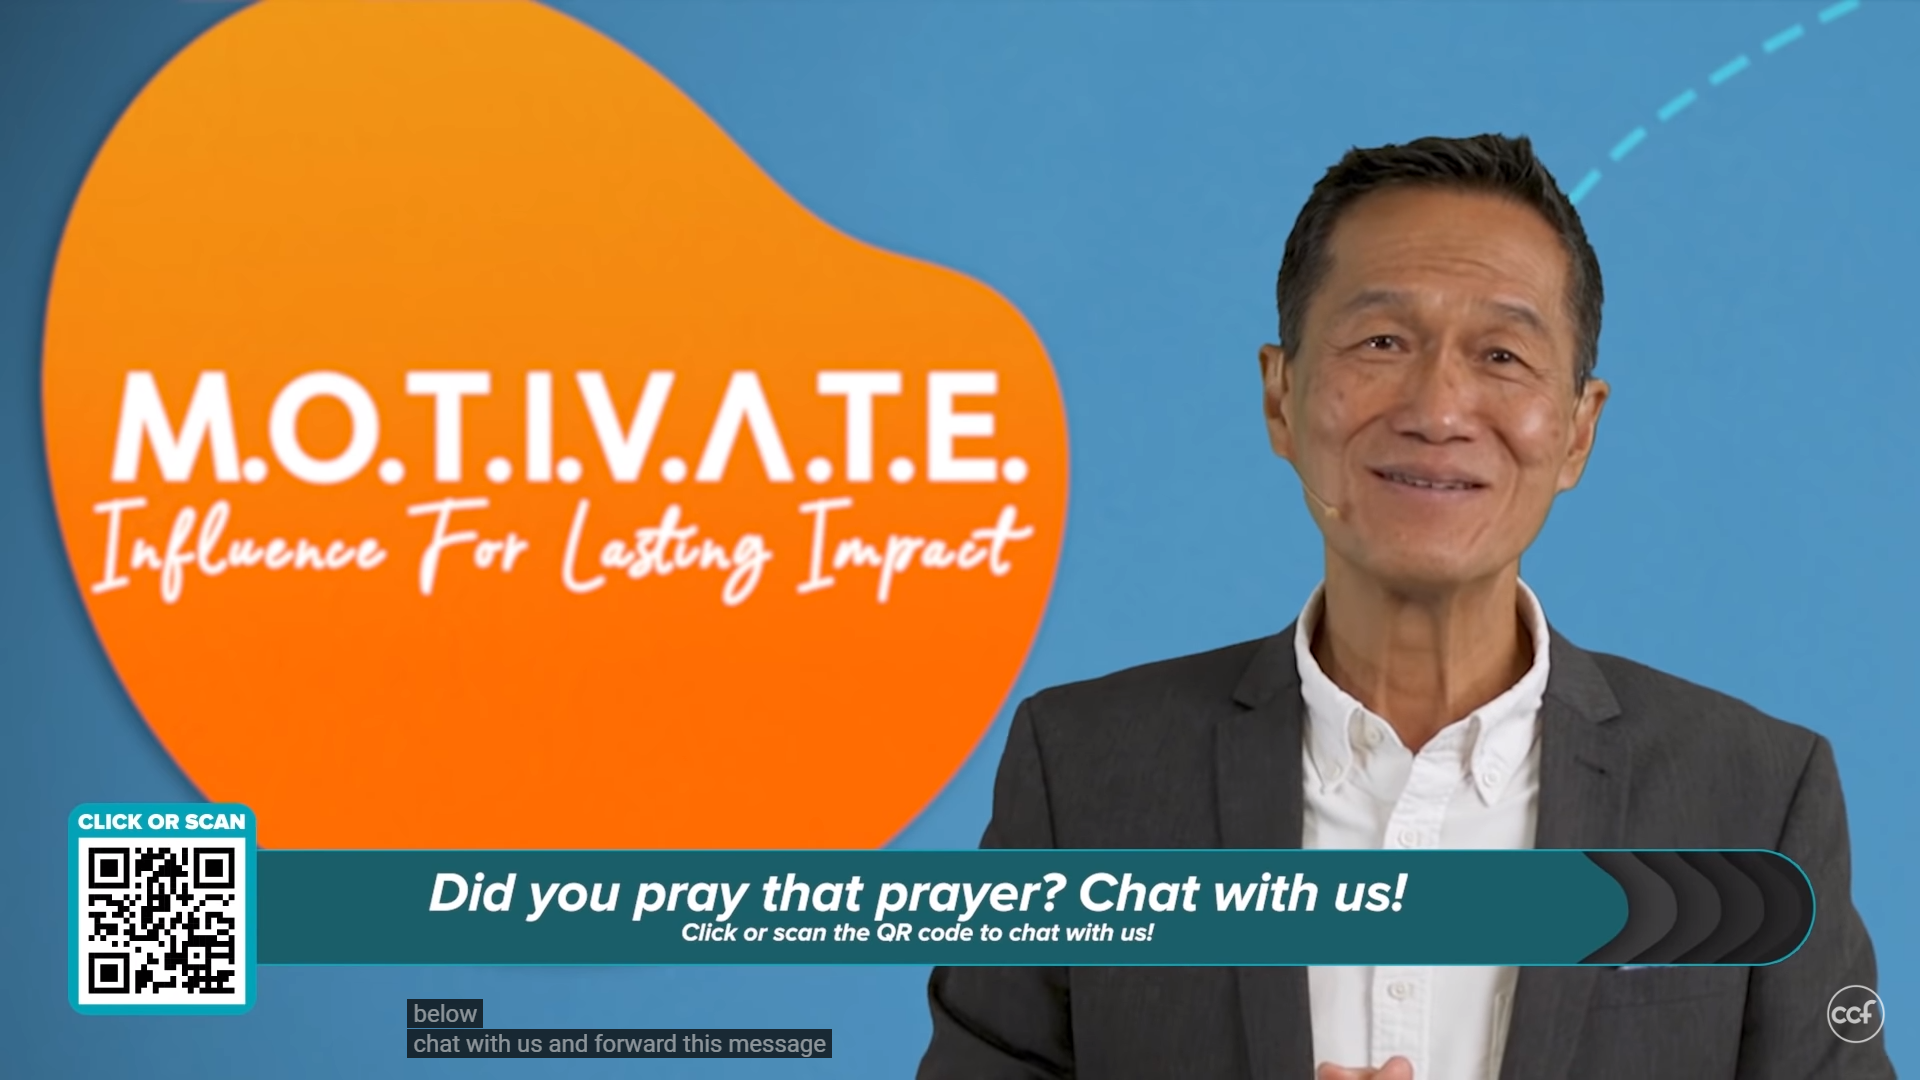 M.O.T.I.V.A.T.E.
Influence For Lasting Impact
CLICK OR SCAN
Did you pray that prayer? Chat with us!
Click or scan the QR code to chat with us!
below
chat with us and forward this message
ccf